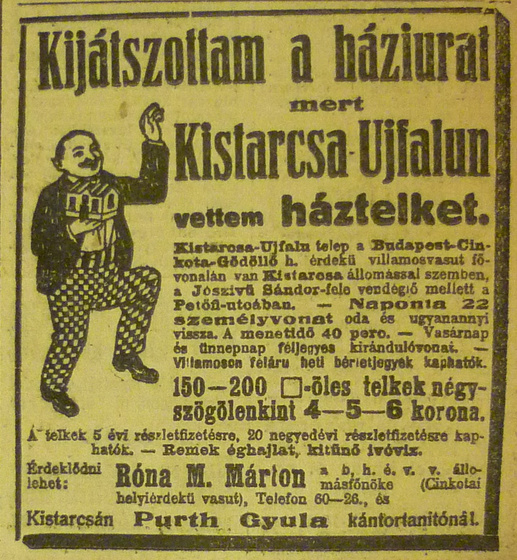 Kijátszottam a háziurat
mert
Kistarcsa-Ujfalun
vettem háztelket.
Kistarcsa-Ujfalu telep a Budapest-Cin-
kota-Gödöllő h. érdekü villamosvasut fő-
vonalán van Kistarcsa állomással szemben,
a Jószivü Sándor-féle vendéglő mellett a
Petőfi-utcában. — Naponta 22
személyvonat oda és ugyanannyi
vissza. A menetidő 40 perc. — Vasárnap
és ünnepnap féljegyes kirándulóvonat. —
Villamoson féláru heti bérletjegyek kaphatók.
150—200 □-öles telkek négy-
szögölenkint 4—5—6 korona.
A telkek 5 évi részletfizetésre, 20 negyedévi részletfizetésre kap-
hatók. — Remek éghajlat, kitünő ivóviz.
Érdeklődni lehet: Róna M. Márton a b, h. é. v. v. állo-
másfőnöke (Cinkotai
helyiérdekü vasut), Telefon 60—26., és
Kistarcsán Purth Gyula kántortanitónál.